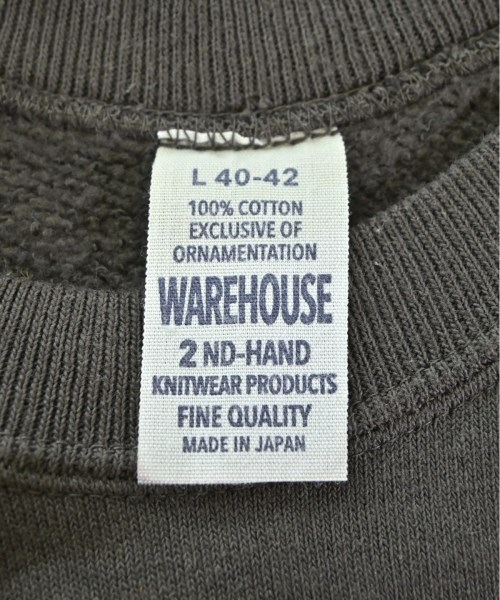 L 40-42
100% COTTON
EXCLUSIVE OF
ORNAMENTATION
WAREHOUSE
2 ND-HAND
KNITWEAR PRODUCTS
FINE QUALITY
MADE IN JAPAN